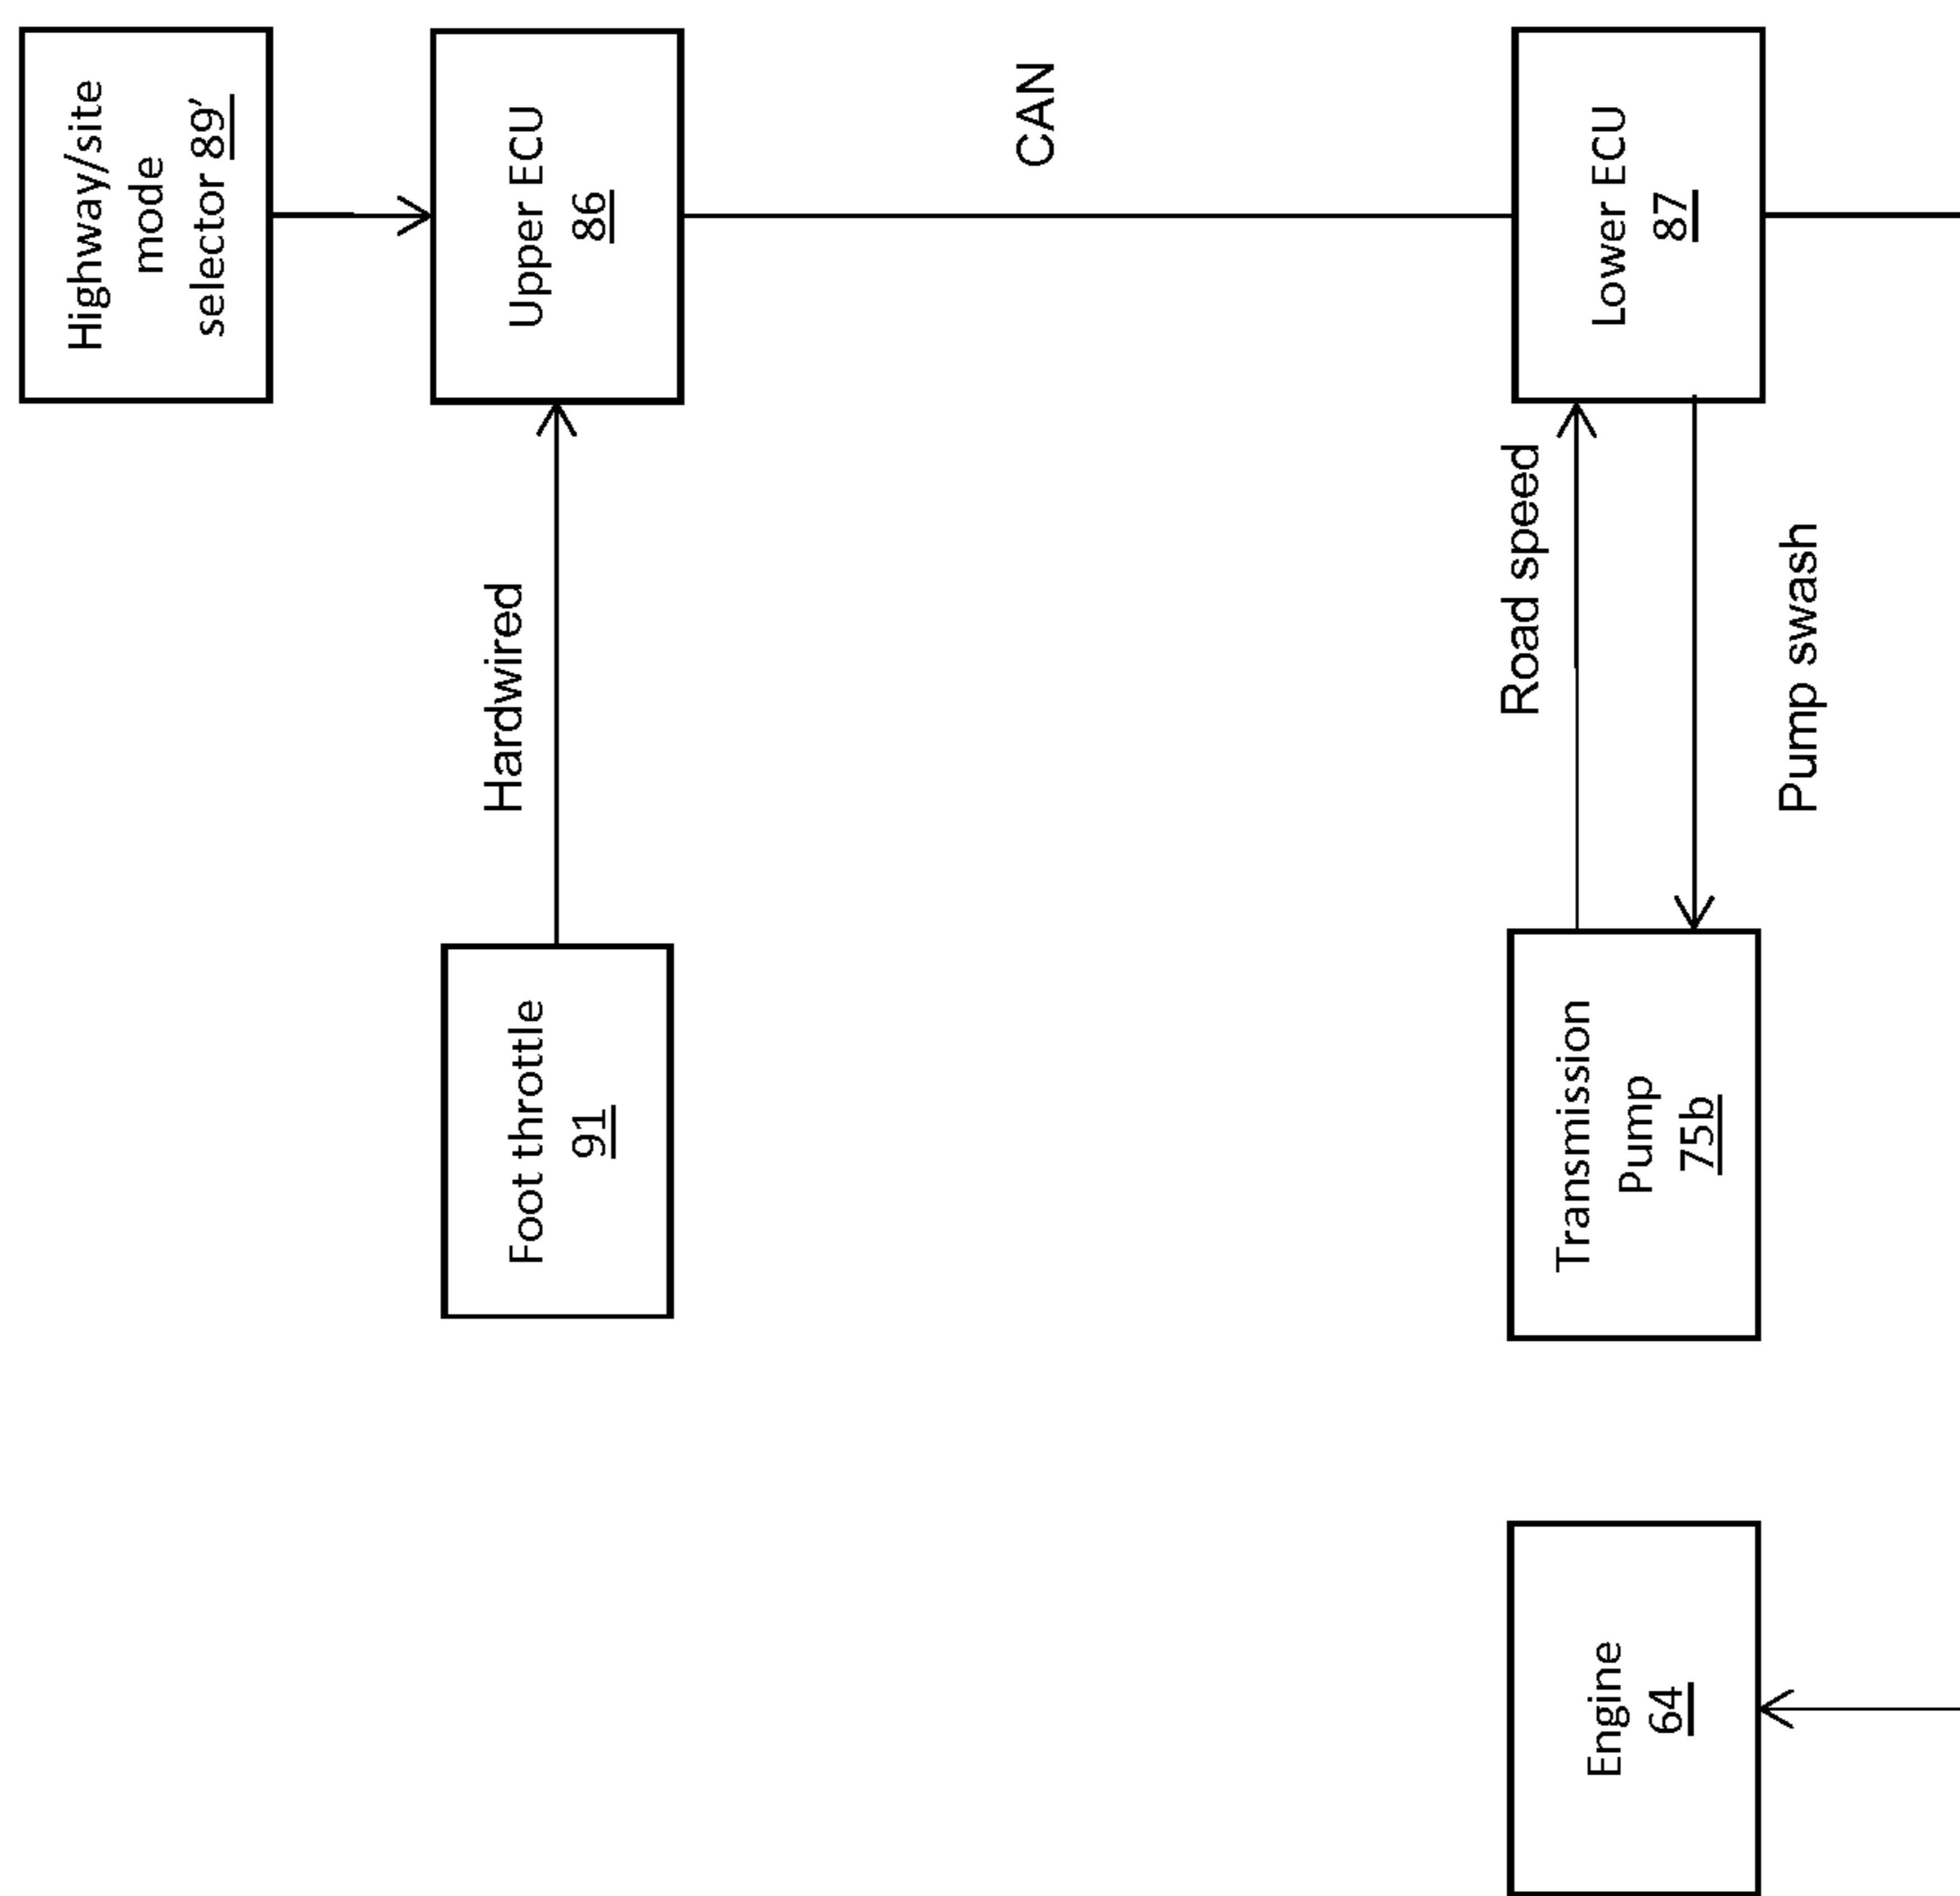 Highway/site
mode
selector 89’
Upper ECU
86
CAN
Lower ECU
87
Hardwired
Road speed
Pump swash
Foot throttle
91
Transmission
Pump
75b
Engine
64